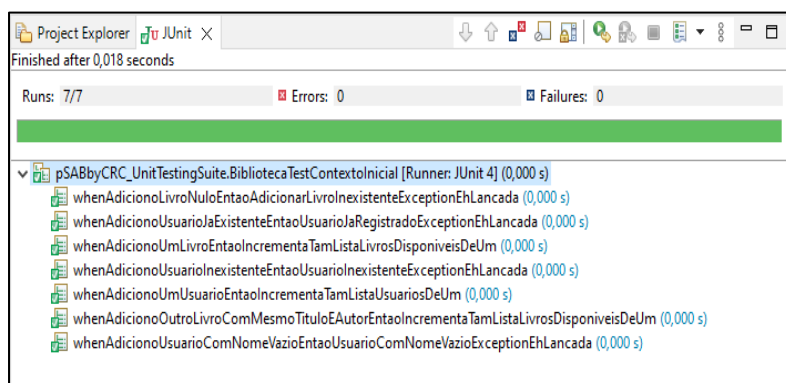 Project Explorer JUnit
Finished after 0,018 seconds
Runs: 7/7 Errors: 0 Failures: 0
pSABbyCRC_UnitTestingSuite.BibliotecaTestContextoInicial [Runner: JUnit 4] (0,000 s)
whenAdicionoLivroNuloEntaoAdicionarLivroInexistenteExceptionEhLancada (0,000 s)
whenAdicionoUsuarioJaExistenteEntaoUsuarioJaRegistradoExceptionEhLancada (0,000 s)
whenAdicionoUmLivroEntaoIncrementaTamListaLivrosDisponiveisDeUm (0,000 s)
whenAdicionoUsuarioInexistenteEntaoUsuarioInexistenteExceptionEhLancada (0,000 s)
whenAdicionoUmUsuarioEntaoIncrementaTamListaUsuariosDeUm (0,000 s)
whenAdicionoOutroLivroComMesmoTituloEAutorEntaoIncrementaTamListaLivrosDisponiveisDeUm (0,000 s)
whenAdicionoUsuarioComNomeVazioEntaoUsuarioComNomeVazioExceptionEhLancada (0,000 s)